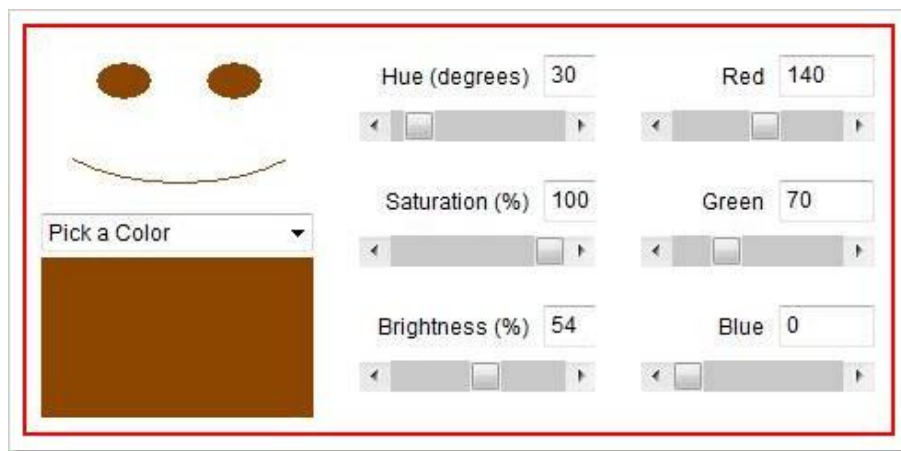 Hue (degrees) 30
Red 140
Saturation (%) 100
Green 70
Pick a Color
Brightness (%) 54
Blue 0